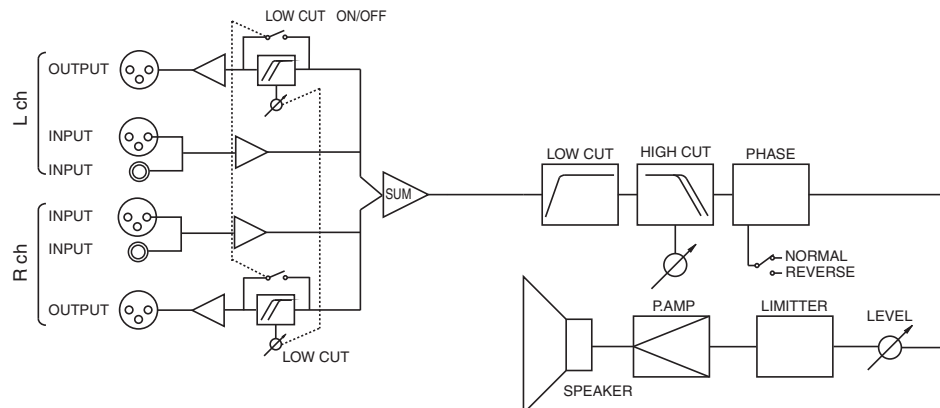 LOW CUT ON/OFF
L ch
OUTPUT
INPUT
INPUT
R ch
INPUT
INPUT
OUTPUT
LOW CUT
SUM
LOW CUT
HIGH CUT
PHASE
NORMAL
REVERSE
SPEAKER
P.AMP
LIMITTER
LEVEL